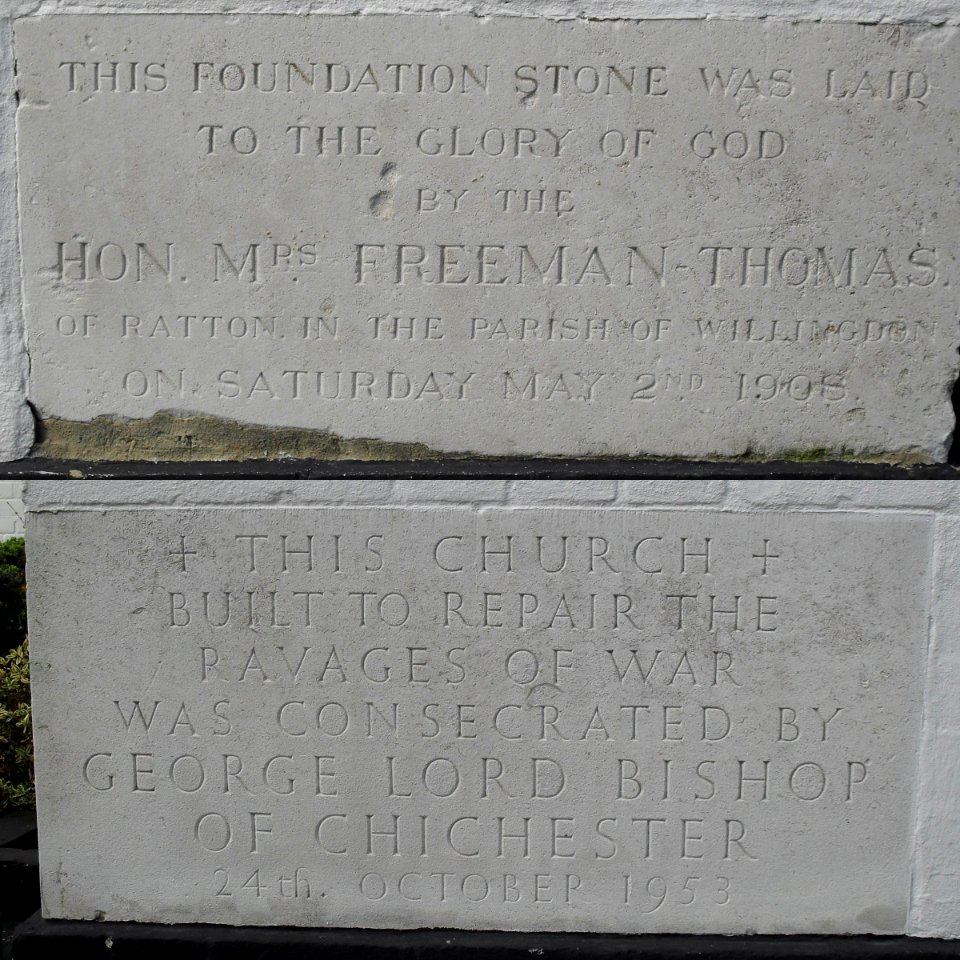 THIS FOUNDATION STONE WAS LAID
TO THE GLORY OF GOD
BY THE
HON. MRS. FREEMAN-THOMAS.
OF RATTON. IN THE PARISH OF WILLINGDON
ON SATURDAY MAY 2ND 1908.
+ THIS CHURCH +
BUILT TO REPAIR THE
RAVAGES OF WAR
WAS CONSECRATED BY
GEORGE LORD BISHOP
OF CHICHESTER
24th. OCTOBER 1953